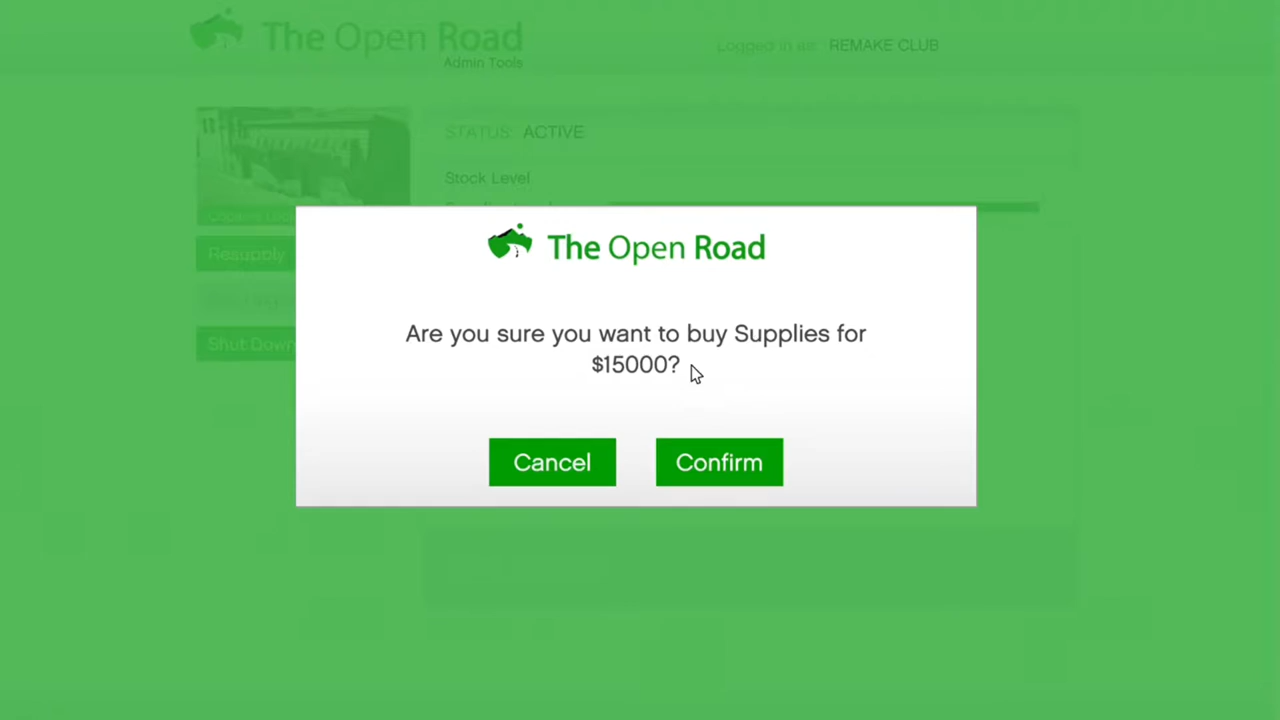 The Open Road
Admin Tools
Logged in as: REMAKE CLUB
STATUS: ACTIVE
Stock Level
Resupply
Shut Down
The Open Road
Are you sure you want to buy Supplies for
$15000?
Cancel
Confirm